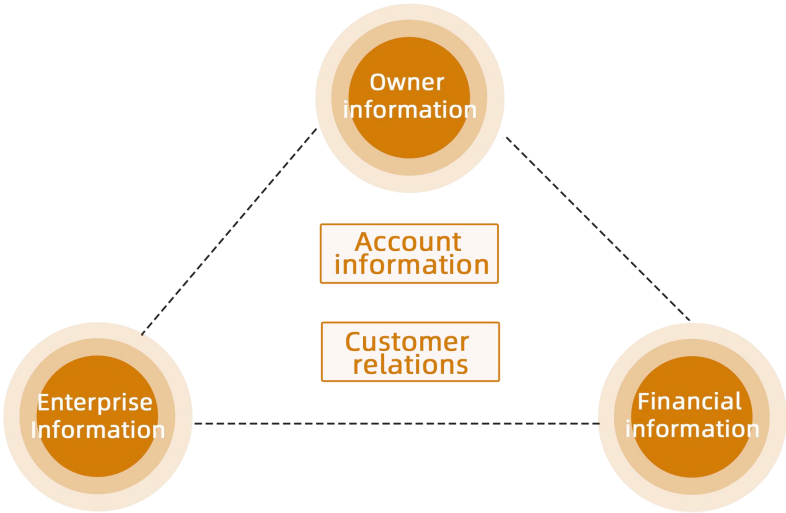 Owner
information
Account
information
Customer
relations
Enterprise
Information
Financial
information